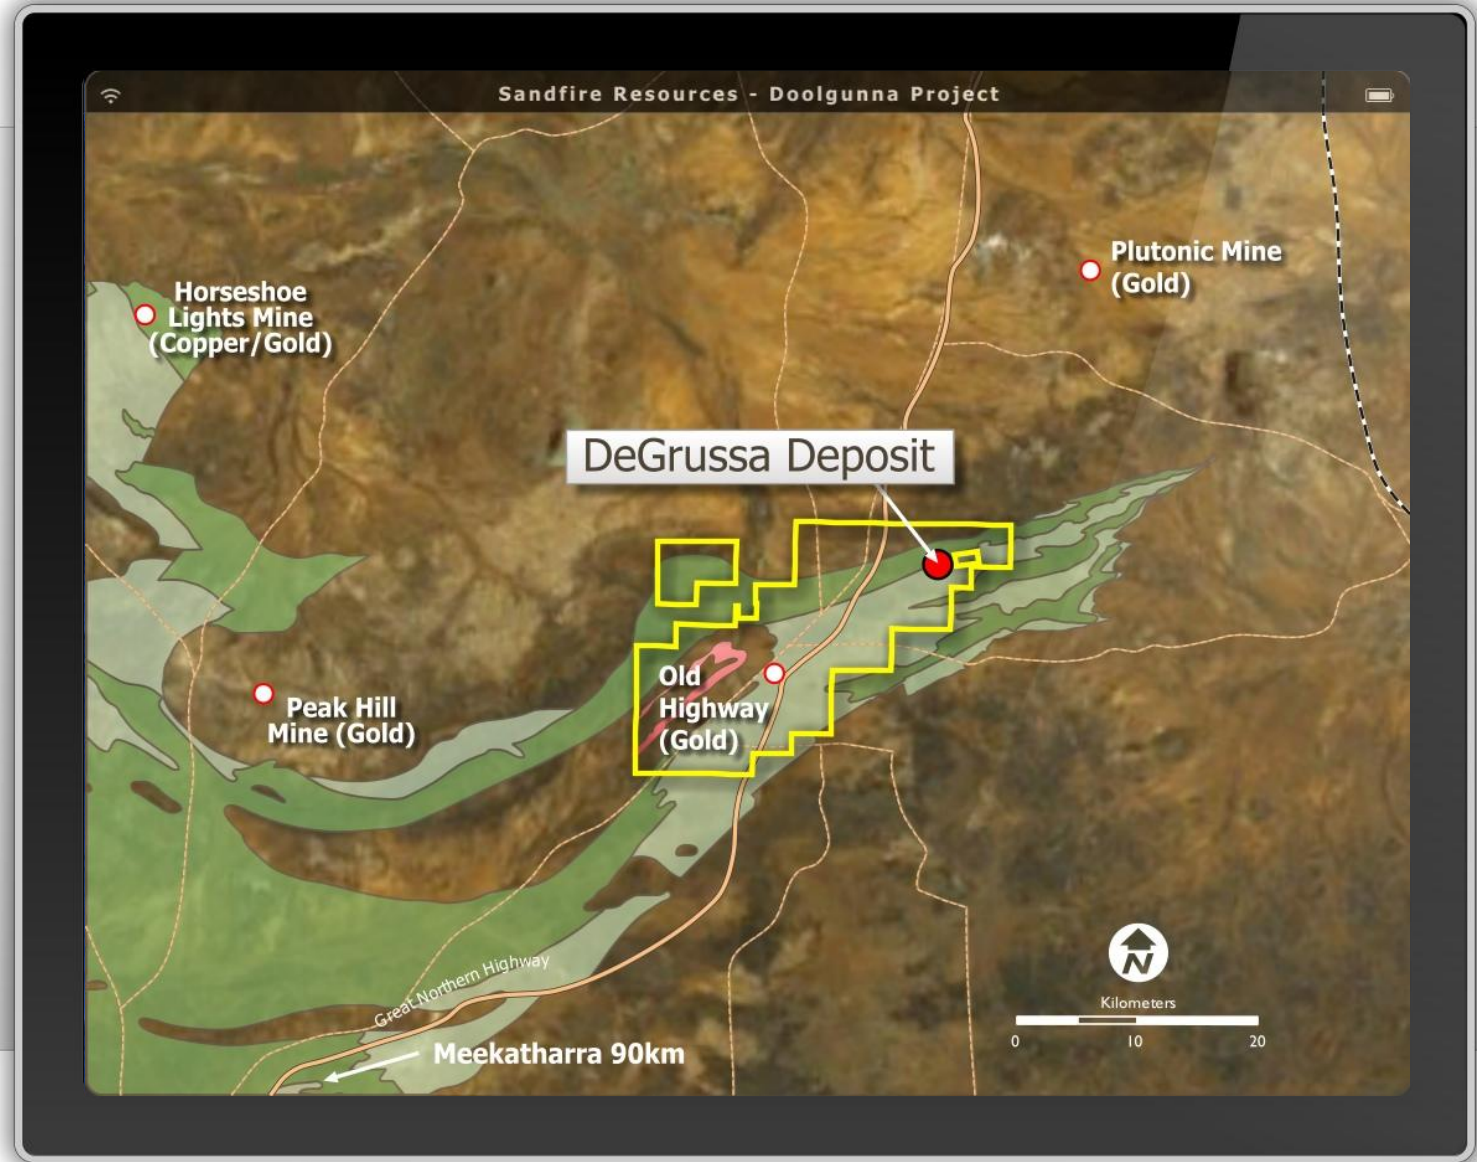 Sandfire Resources - Doolgunna Project
Plutonic Mine
(Gold)
Horseshoe
Lights Mine
(Copper/Gold)
DeGrussa Deposit
Old
Highway
(Gold)
Peak Hill
Mine (Gold)
Great Northern Highway
N
Kilometers
0 10 20
Meekatharra 90km